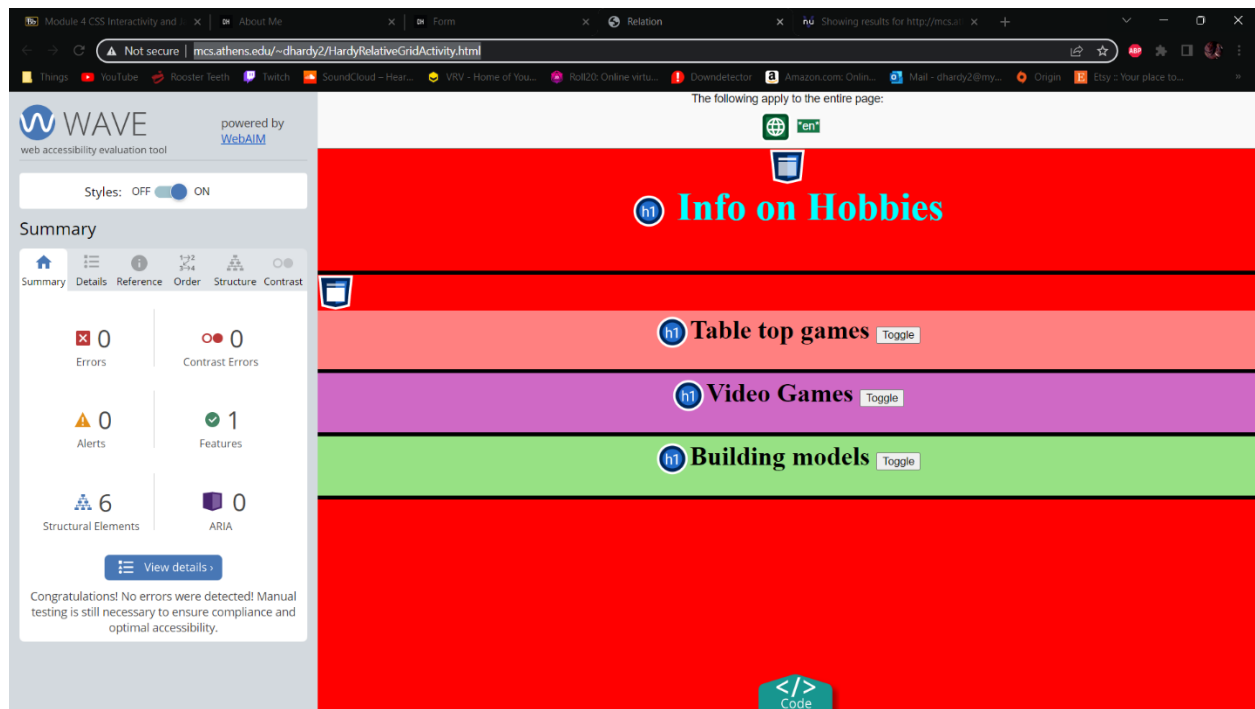 Module 4 CSS Interactivity and
About Me
Form
Relation
Showing results for http://mcs.at
Not secure | mcs.athens.edu/~dhardy2/HardyRelativeGridActivity.html
ABP
Things YouTube Rooster Teeth Twitch SoundCloud – Hear... VRV - Home of You... Roll20: Online virtu... Downdetector Amazon.com: Onlin... Mail - dhardy2@my... Origin Etsy :: Your place to... »
WAVE
web accessibility evaluation tool
powered by
WebAIM
Styles: OFF ON
Summary
Summary Details Reference Order Structure Contrast
0
Errors
0
Contrast Errors
0
Alerts
1
Features
6
Structural Elements
0
ARIA
View details ›
Congratulations! No errors were detected! Manual
testing is still necessary to ensure compliance and
optimal accessibility.
The following apply to the entire page:
*en*
h1 Info on Hobbies
h1 Table top games Toggle
h1 Video Games Toggle
h1 Building models Toggle
</>
Code